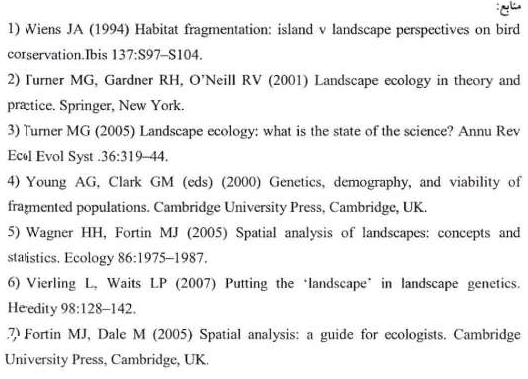 منابع:
1) Wiens JA (1994) Habitat fragmentation: island v landscape perspectives on bird
conservation.Ibis 137:S97–S104.
2) Turner MG, Gardner RH, O'Neill RV (2001) Landscape ecology in theory and
practice. Springer, New York.
3) Turner MG (2005) Landscape ecology: what is the state of the science? Annu Rev
Ecol Evol Syst .36:319–44.
4) Young AG, Clark GM (eds) (2000) Genetics, demography, and viability of
fragmented populations. Cambridge University Press, Cambridge, UK.
5) Wagner HH, Fortin MJ (2005) Spatial analysis of landscapes: concepts and
statistics. Ecology 86:1975–1987.
6) Vierling L, Waits LP (2007) Putting the 'landscape' in landscape genetics.
Heredity 98:128–142.
7) Fortin MJ, Dale M (2005) Spatial analysis: a guide for ecologists. Cambridge
University Press, Cambridge, UK.